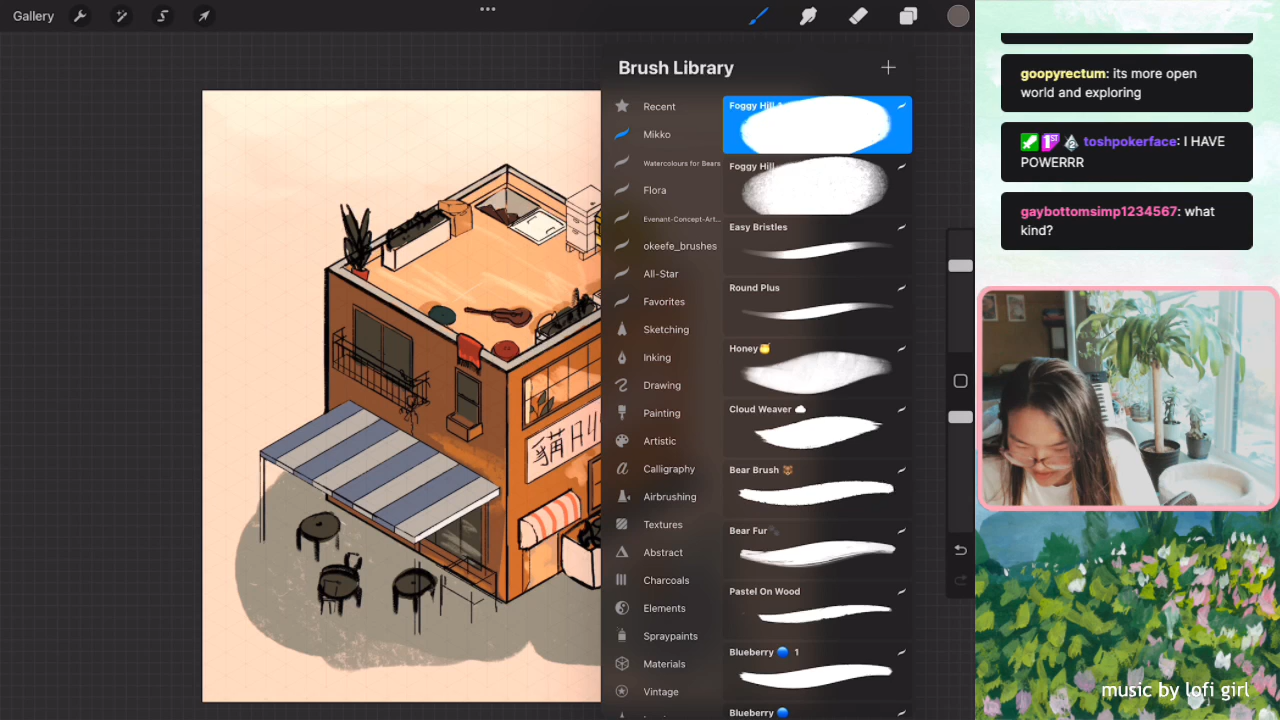 Gallery
Brush Library
Recent
Mikko
Watercolours for Bears
Flora
Evenant-Concept-Art...
okeefe_brushes
All-Star
Favorites
Sketching
Inking
Drawing
Painting
Artistic
Calligraphy
Airbrushing
Textures
Abstract
Charcoals
Elements
Spraypaints
Materials
Vintage
Foggy Hill
Foggy Hill
Easy Bristles
Round Plus
Honey🍯
Cloud Weaver ☁️
Bear Brush 🐻
Bear Fur🐾
Pastel On Wood
Blueberry 🔵 1
Blueberry 🔵
goopyrectum: its more open
world and exploring
1ST 2 toshpokerface: I HAVE
POWERRR
gaybottomsimp1234567: what
kind?
music by lofi girl